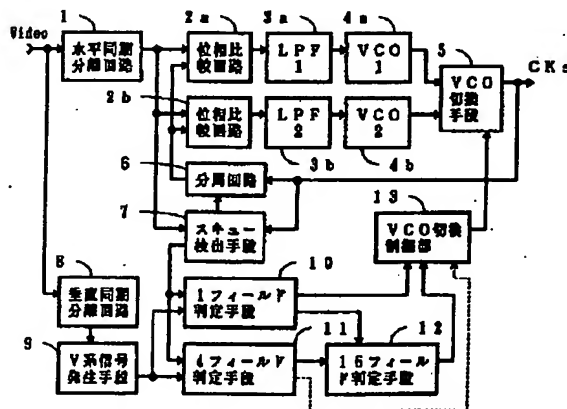 Video
1
水平同期
分離回路
2a
位相比
較回路
3a
LPF
1
4a
VCO
1
5
VCO
切換
手段
CKs
2b
位相比
較回路
LPF
2
3b
VCO
2
4b
6
分周回路
7
スキュー
検出手段
13
VCO切換
制御部
8
垂直同期
分離回路
9
V系信号
発生手段
10
1フィールド
判定手段
11
4フィールド
判定手段
12
16フィール
ド判定手段